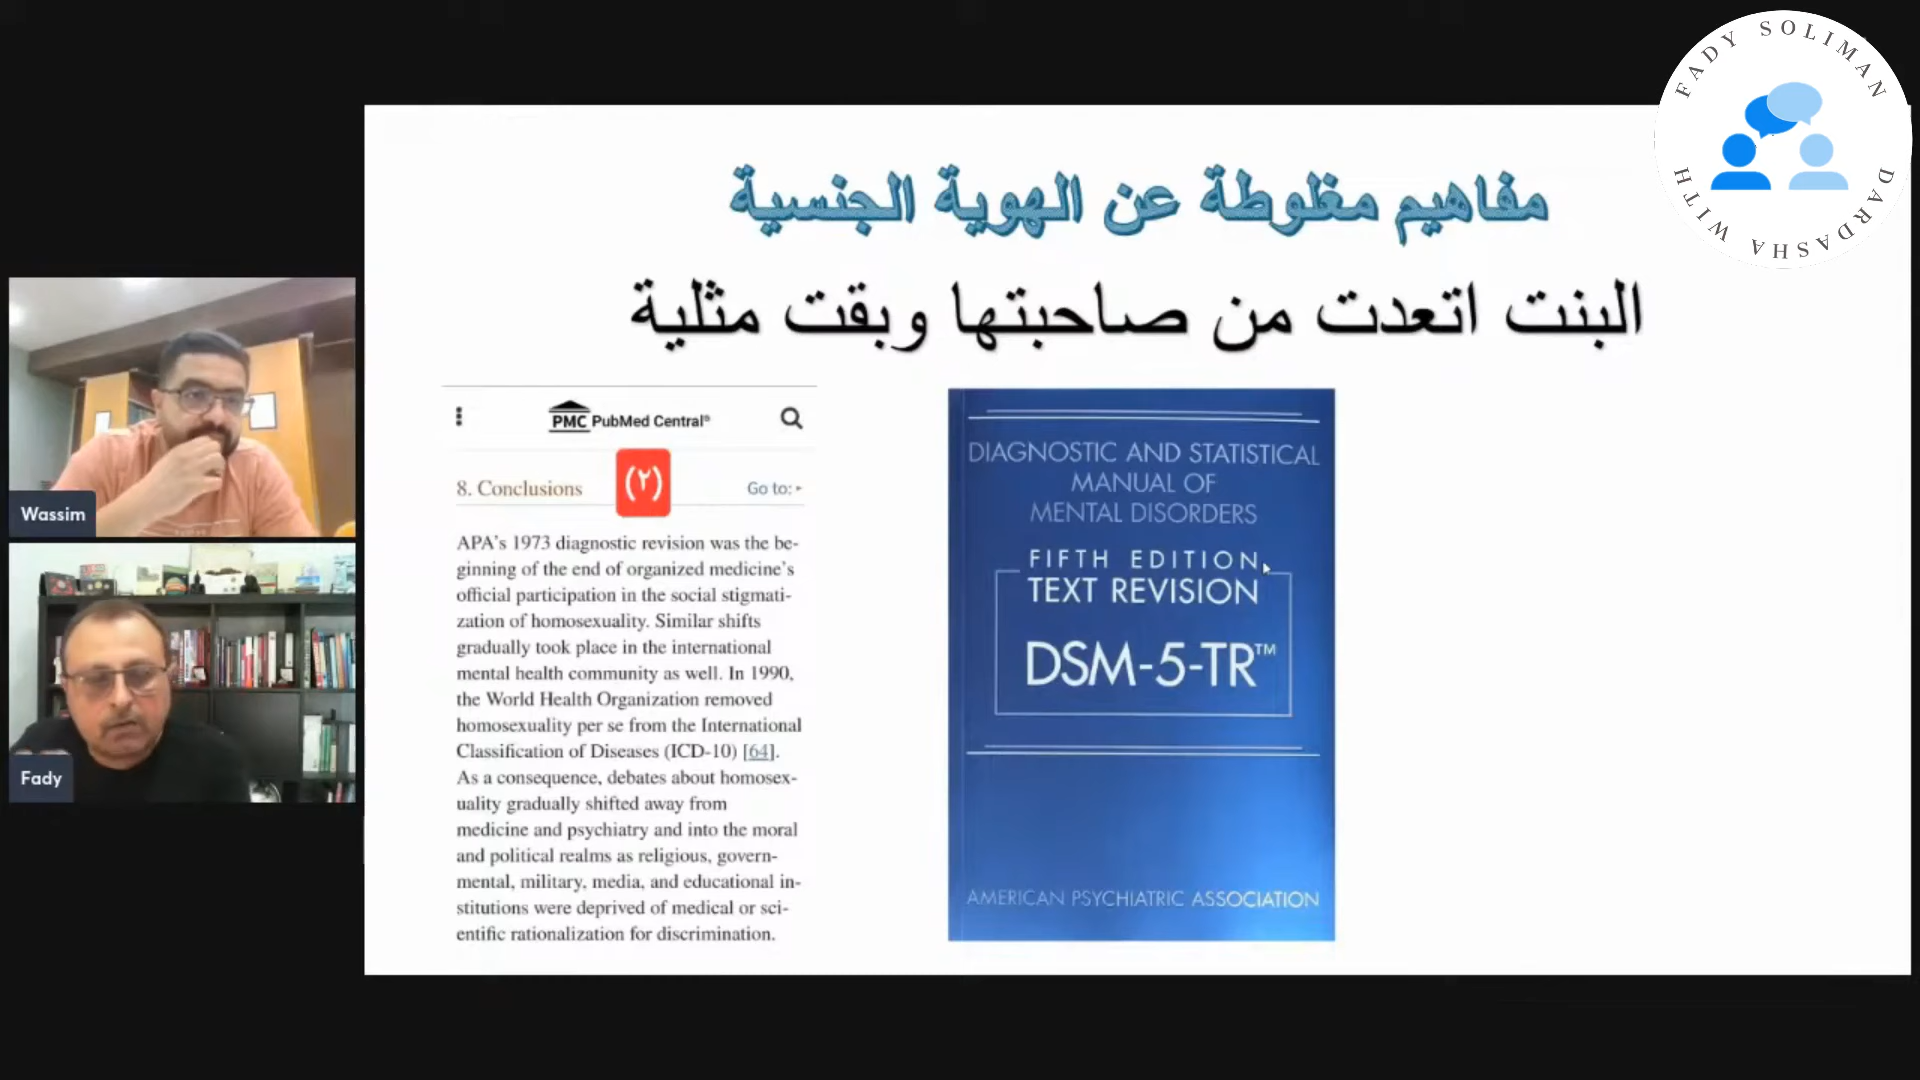 FADY SOLIMAN
DARDASHA WITH
مفاهيم مغلوطة عن الهوية الجنسية
البنت اتعدت من صاحبتها وبقت مثلية
PMC PubMed Central®
(٢)
8. Conclusions
Go to:
APA's 1973 diagnostic revision was the be-
ginning of the end of organized medicine's
official participation in the social stigmati-
zation of homosexuality. Similar shifts
gradually took place in the international
mental health community as well. In 1990,
the World Health Organization removed
homosexuality per se from the International
Classification of Diseases (ICD-10) [64].
As a consequence, debates about homosex-
uality gradually shifted away from
medicine and psychiatry and into the moral
and political realms as religious, govern-
mental, military, media, and educational in-
stitutions were deprived of medical or sci-
entific rationalization for discrimination.
DIAGNOSTIC AND STATISTICAL
MANUAL OF
MENTAL DISORDERS
FIFTH EDITION
TEXT REVISION
DSM-5-TR™
AMERICAN PSYCHIATRIC ASSOCIATION
Wassim
Fady